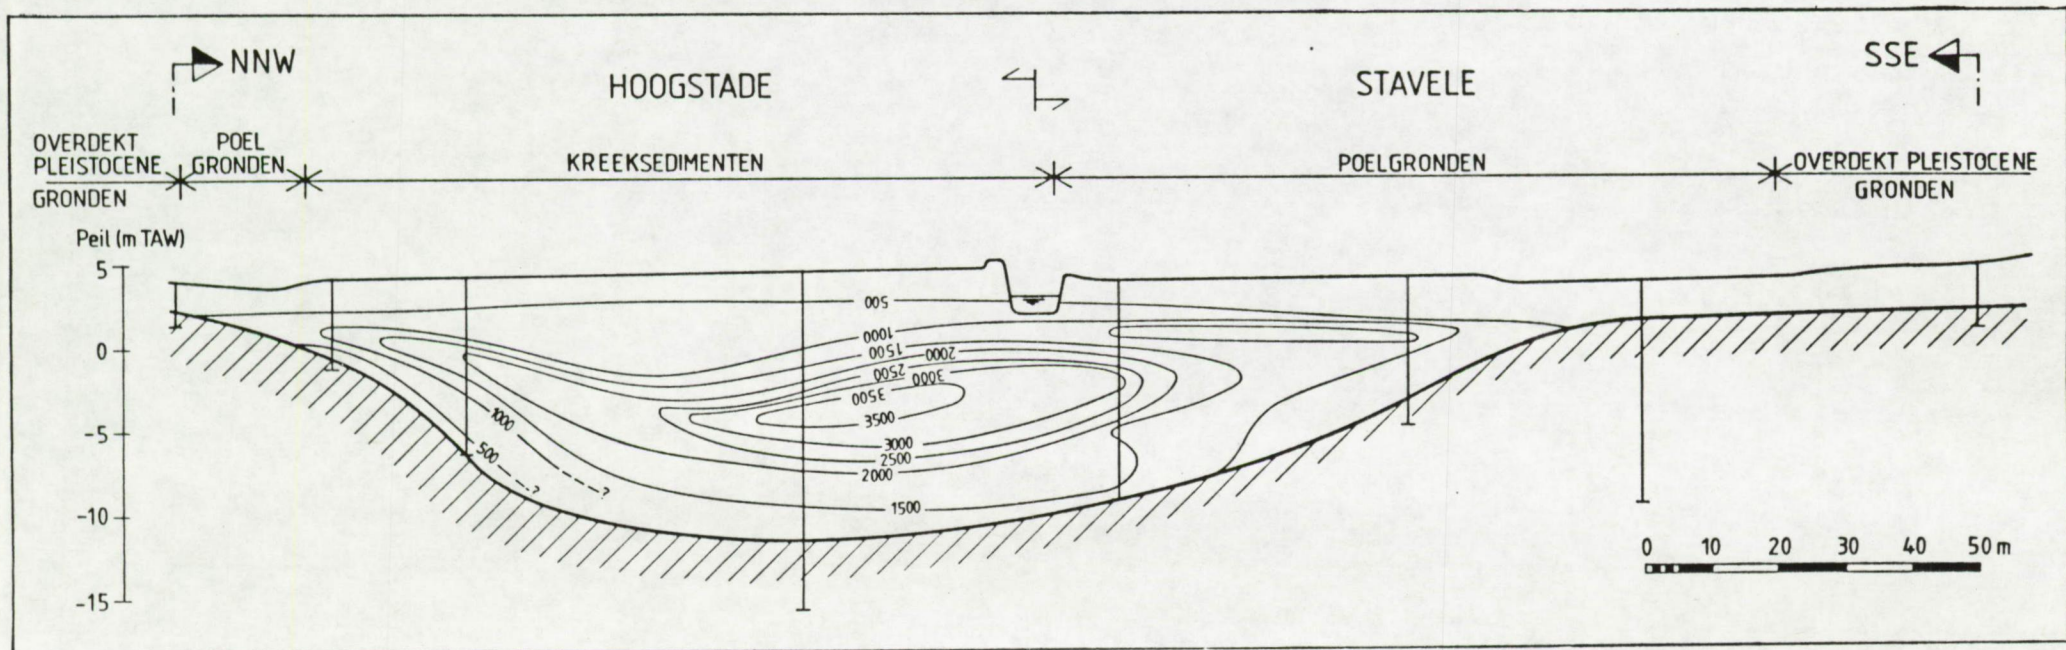 NNW
SSE
HOOGSTADE
STAVELE
OVERDEKT
PLEISTOCENE
GRONDEN
POEL
GRONDEN
KREEKSEDIMENTEN
POELGRONDEN
OVERDEKT PLEISTOCENE
GRONDEN
Peil (m TAW)
5
0
-5
-10
-15
500
1000
1500
2000
2500
3000
3500
3500
3000
2500
2000
1500
1000
500
?
?
0 10 20 30 40 50 m